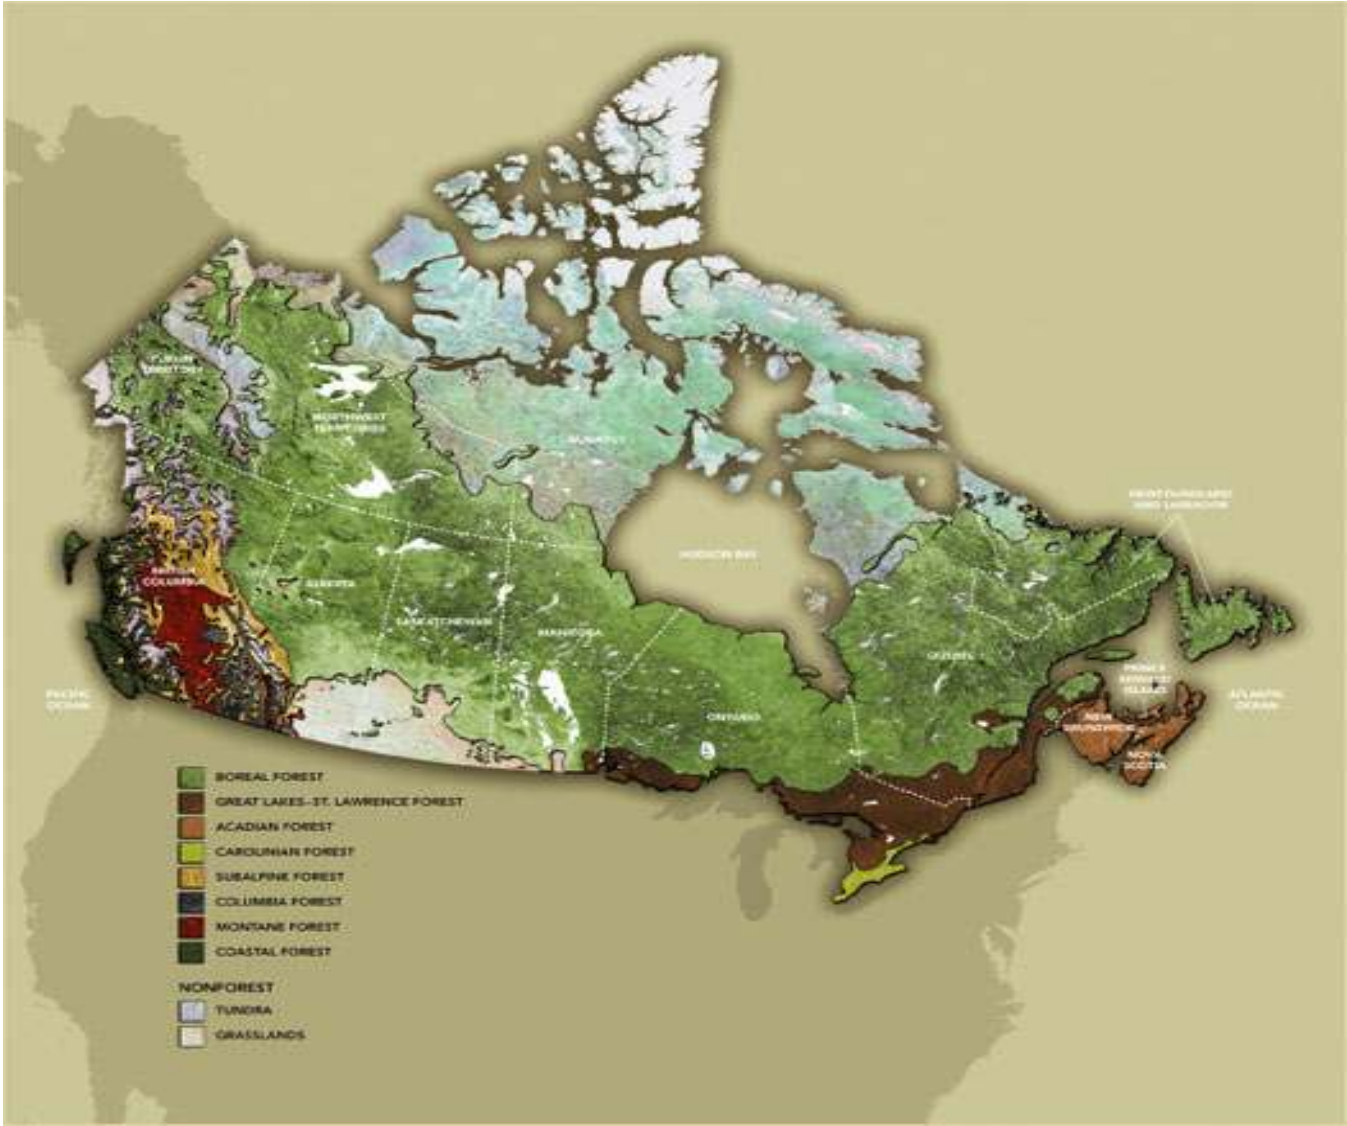 YUKON
TERRITORY
NORTHWEST
TERRITORIES
NUNAVUT
NEWFOUNDLAND
AND LABRADOR
HUDSON BAY
BRITISH
COLUMBIA
ALBERTA
SASKATCHEWAN
MANITOBA
QUEBEC
ONTARIO
PRINCE
EDWARD
ISLAND
PACIFIC
OCEAN
ATLANTIC
OCEAN
NEW
BRUNSWICK
NOVA
SCOTIA
BOREAL FOREST
GREAT LAKES–ST. LAWRENCE FOREST
ACADIAN FOREST
CAROLINIAN FOREST
SUBALPINE FOREST
COLUMBIA FOREST
MONTANE FOREST
COASTAL FOREST
NONFOREST
TUNDRA
GRASSLANDS